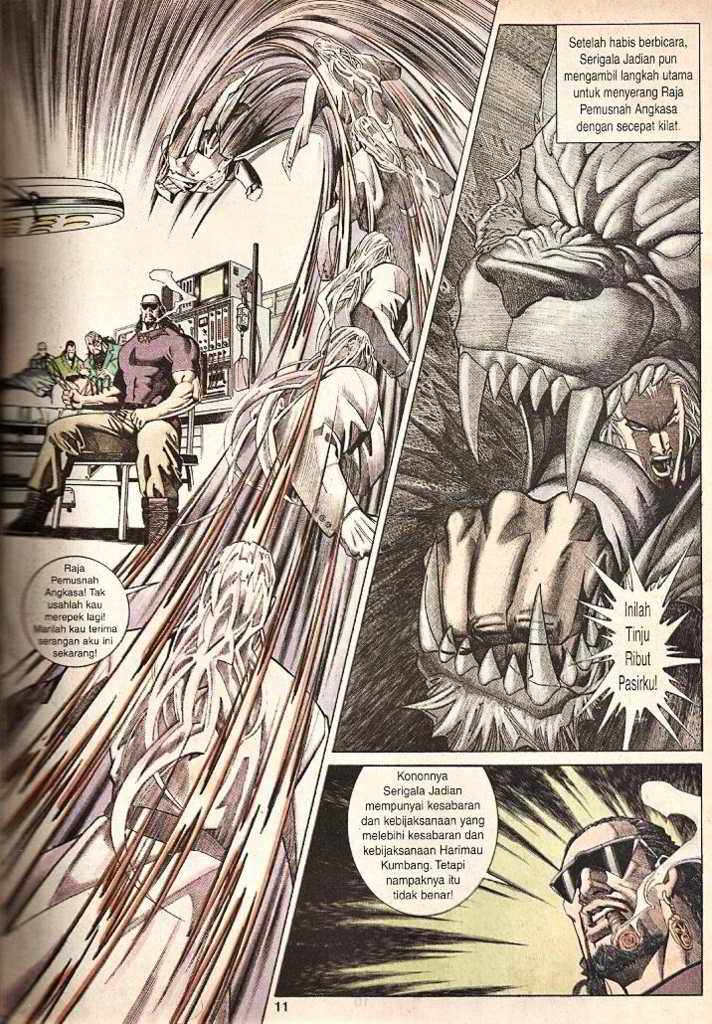 Raja
Pemusnah
Angkasa! Tak
usahlah kau
merepek lagi!
Marilah kau terima
serangan aku ini
sekarang!
Setelah habis berbicara,
Serigala Jadian pun
mengambil langkah utama
untuk menyerang Raja
Pemusnah Angkasa
dengan secepat kilat.
Inilah
Tinju
Ribut
Pasirku!
Kononnya
Serigala Jadian
mempunyai kesabaran
dan kebijaksanaan yang
melebihi kesabaran dan
kebijaksanaan Harimau
Kumbang. Tetapi
nampaknya itu
tidak benar!
11